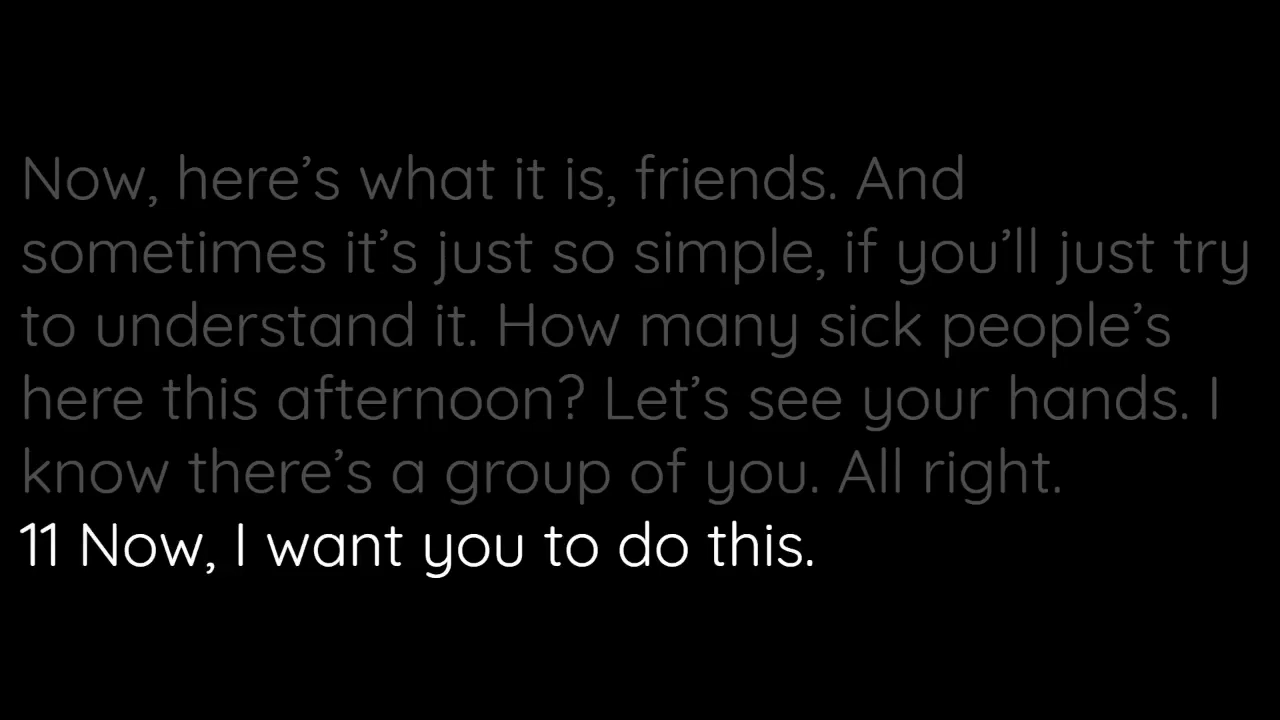 Now, here’s what it is, friends. And
sometimes it’s just so simple, if you’ll just try
to understand it. How many sick people’s
here this afternoon? Let’s see your hands. I
know there’s a group of you. All right.
11 Now, I want you to do this.